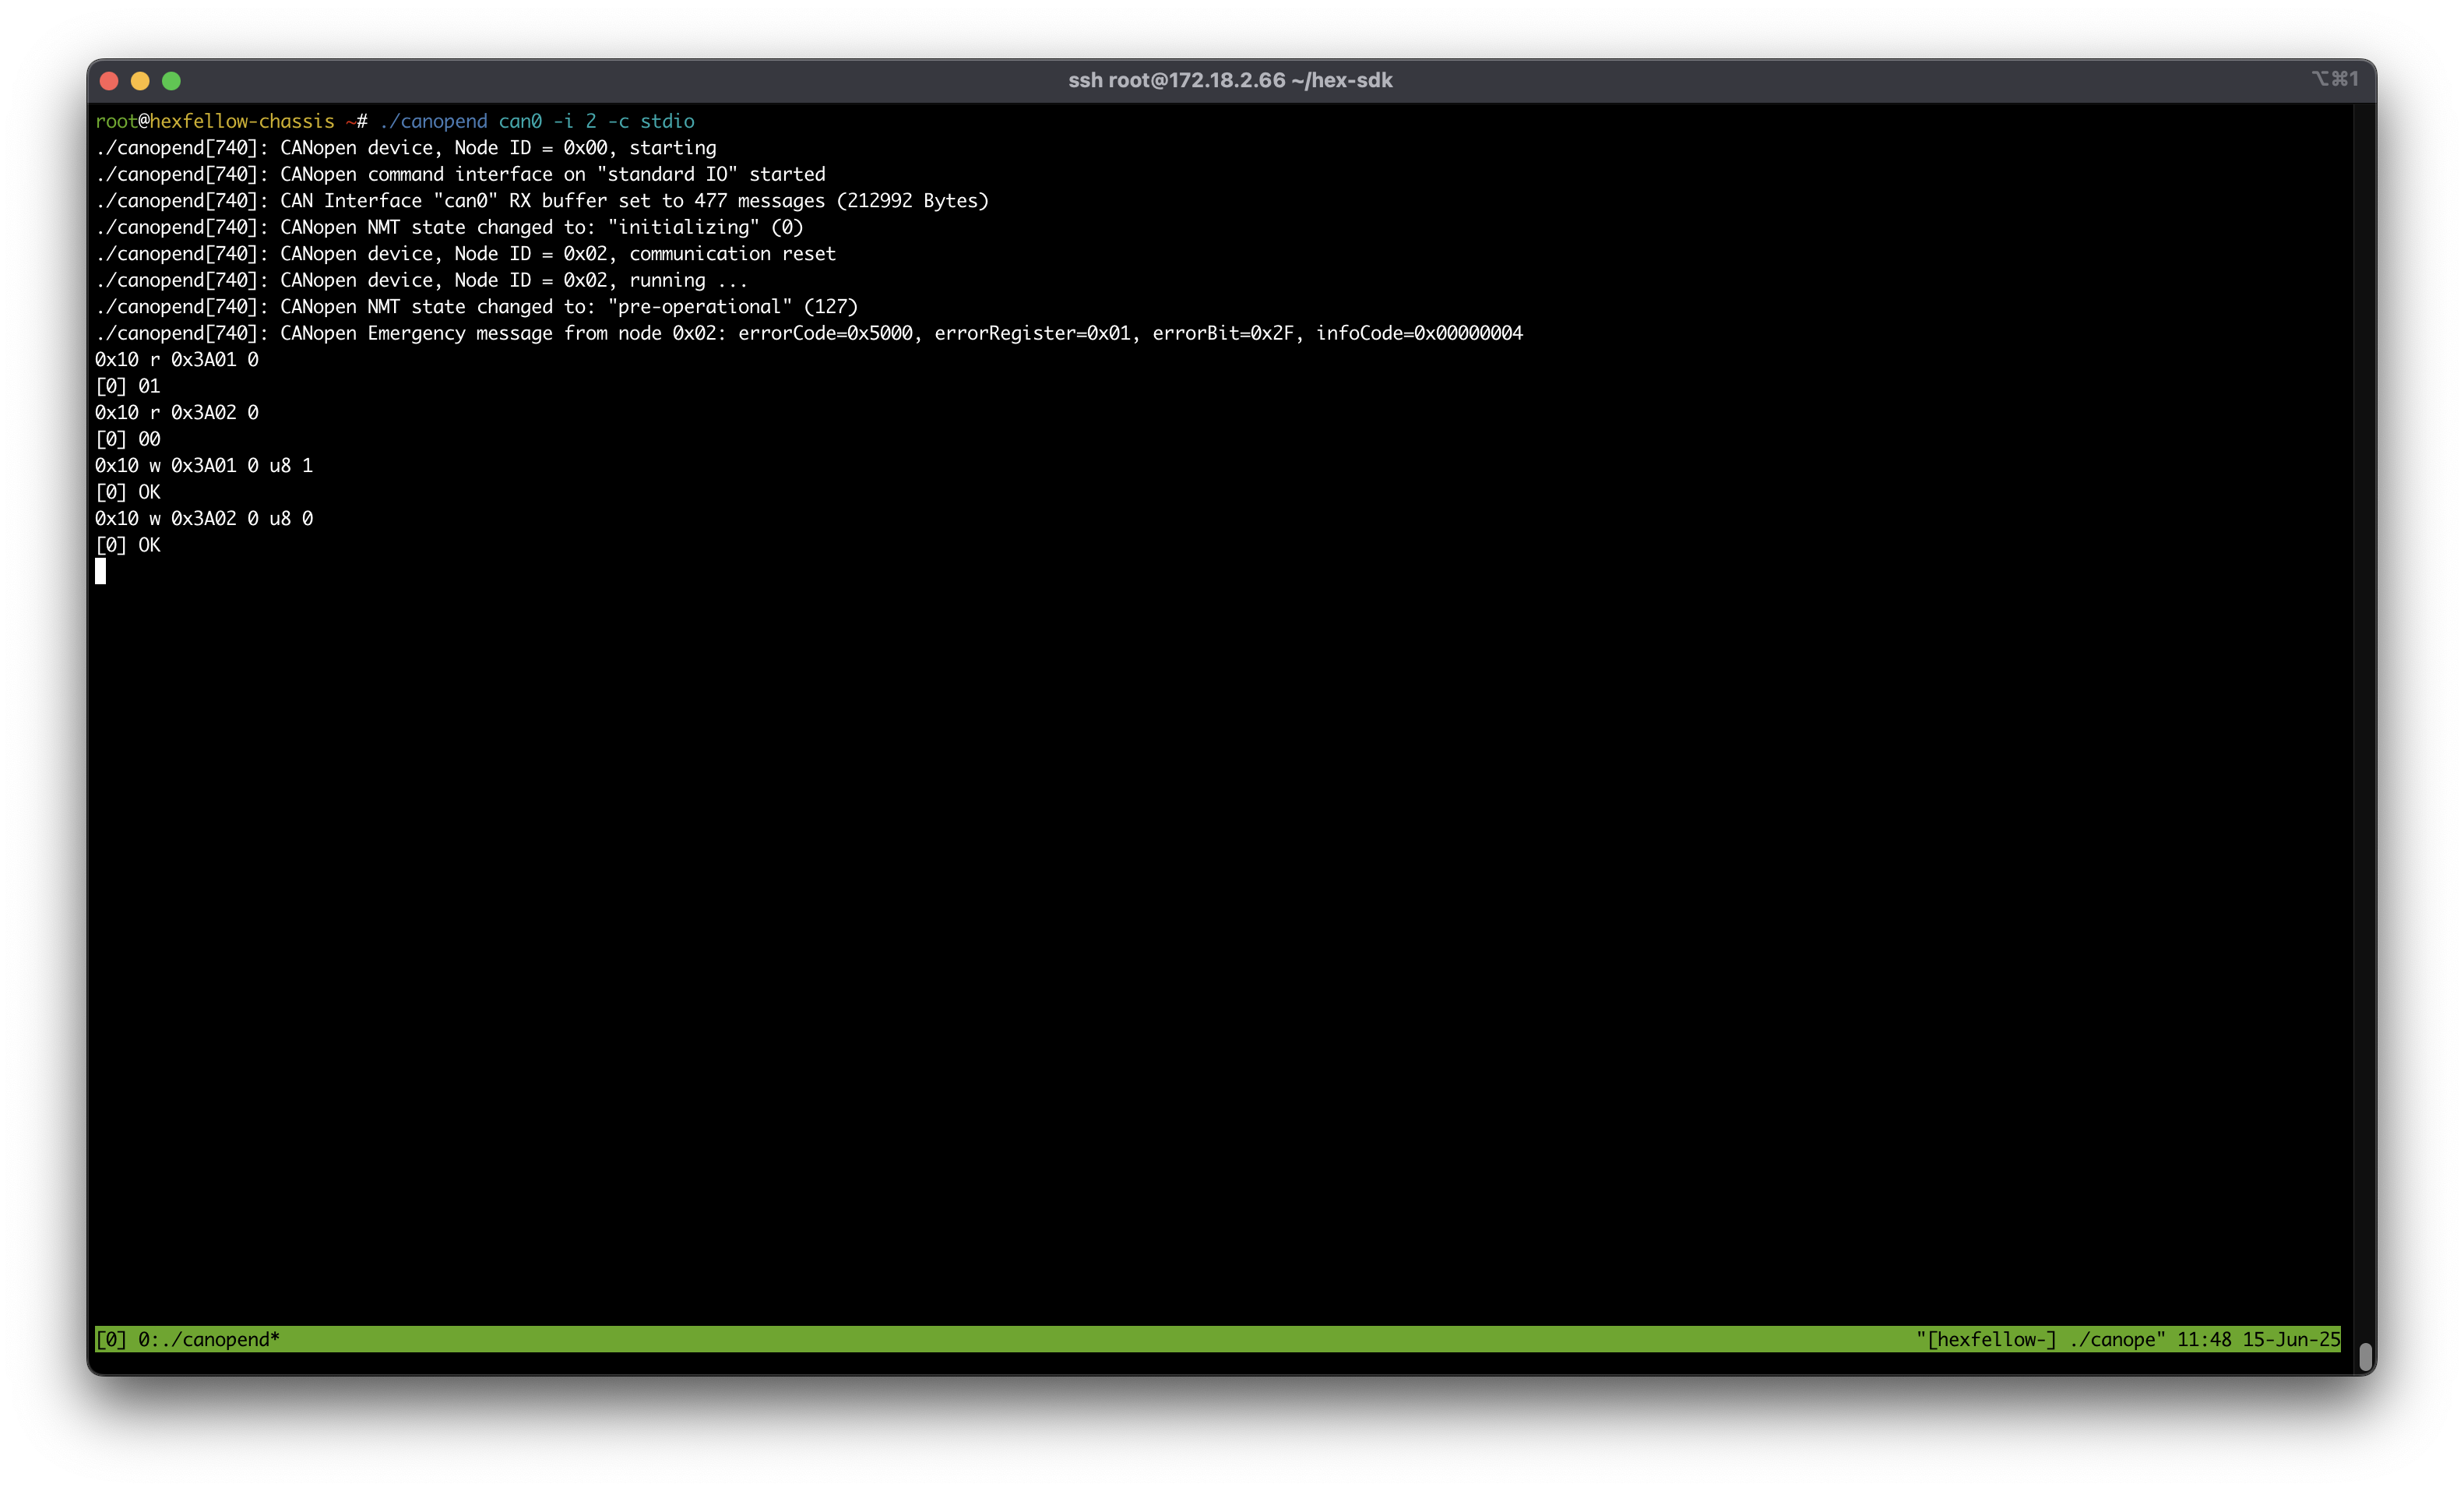 ssh root@172.18.2.66 ~/hex-sdk
⌥⌘1
root@hexfellow-chassis ~# ./canopend can0 -i 2 -c stdio
./canopend[740]: CANopen device, Node ID = 0x00, starting
./canopend[740]: CANopen command interface on "standard IO" started
./canopend[740]: CAN Interface "can0" RX buffer set to 477 messages (212992 Bytes)
./canopend[740]: CANopen NMT state changed to: "initializing" (0)
./canopend[740]: CANopen device, Node ID = 0x02, communication reset
./canopend[740]: CANopen device, Node ID = 0x02, running ...
./canopend[740]: CANopen NMT state changed to: "pre-operational" (127)
./canopend[740]: CANopen Emergency message from node 0x02: errorCode=0x5000, errorRegister=0x01, errorBit=0x2F, infoCode=0x00000004
0x10 r 0x3A01 0
[0] 01
0x10 r 0x3A02 0
[0] 00
0x10 w 0x3A01 0 u8 1
[0] OK
0x10 w 0x3A02 0 u8 0
[0] OK
[0] 0:./canopend*
"[hexfellow-] ./canope" 11:48 15-Jun-25